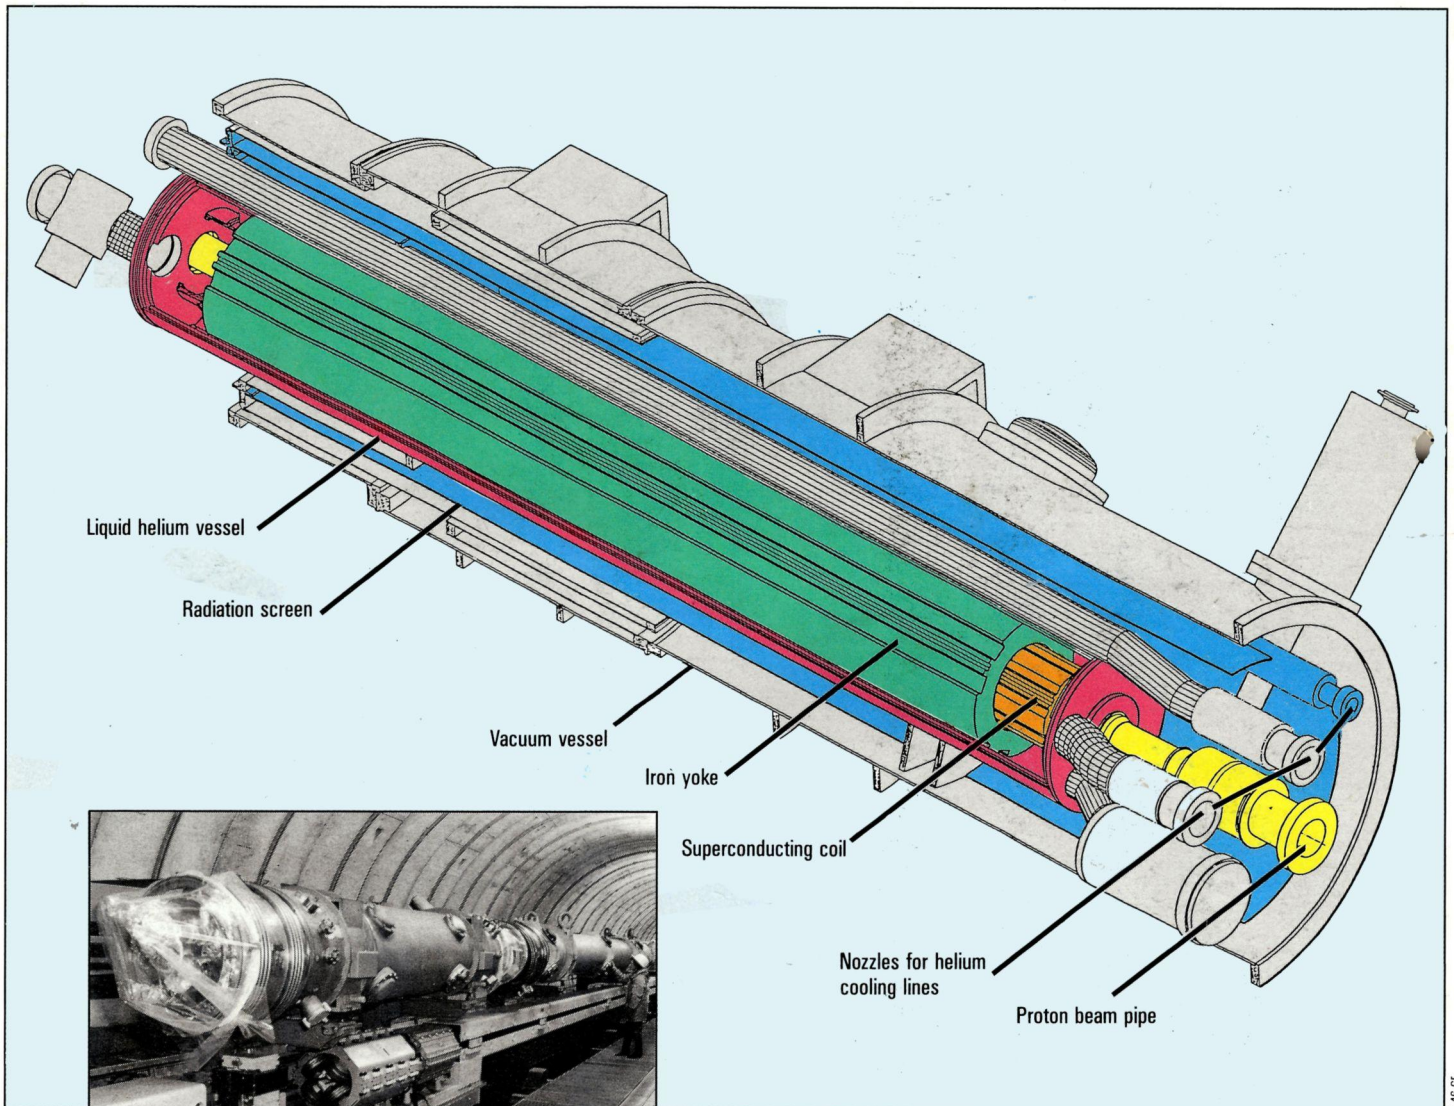 Liquid helium vessel
Radiation screen
Vacuum vessel
Iron yoke
Superconducting coil
Nozzles for helium
cooling lines
Proton beam pipe